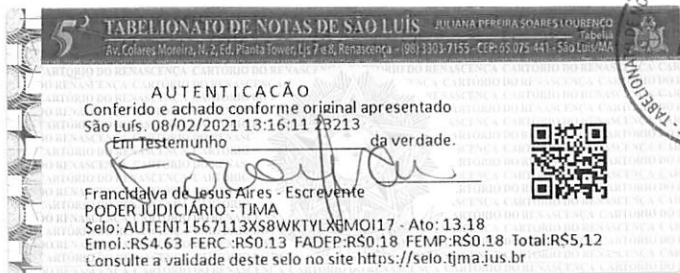 5º TABELIONATO DE NOTAS DE SÃO LUÍS JULIANA PEREIRA SOARES LOURENÇO
Tabeliã
Av. Colares Moreira, N. 2, Ed. Planta Tower, Ljs 7 e 8, Renascença - (98) 3303-7155 - CEP: 65.075-441 - São Luís/MA
AUTENTICAÇÃO
Conferido e achado conforme original apresentado
São Luís. 08/02/2021 13:16:11 23213
Em Testemunho da verdade.
Francidalva de Jesus Aires - Escrevente
PODER JUDICIÁRIO - TJMA
Selo: AUTENT1567113XS8WKTYLX6MOI17 - Ato: 13.18
Emol.:R$4.63 FERC :R$0.13 FADEP:R$0.18 FEMP:R$0.18 Total:R$5,12
Consulte a validade deste selo no site https://selo.tjma.jus.br